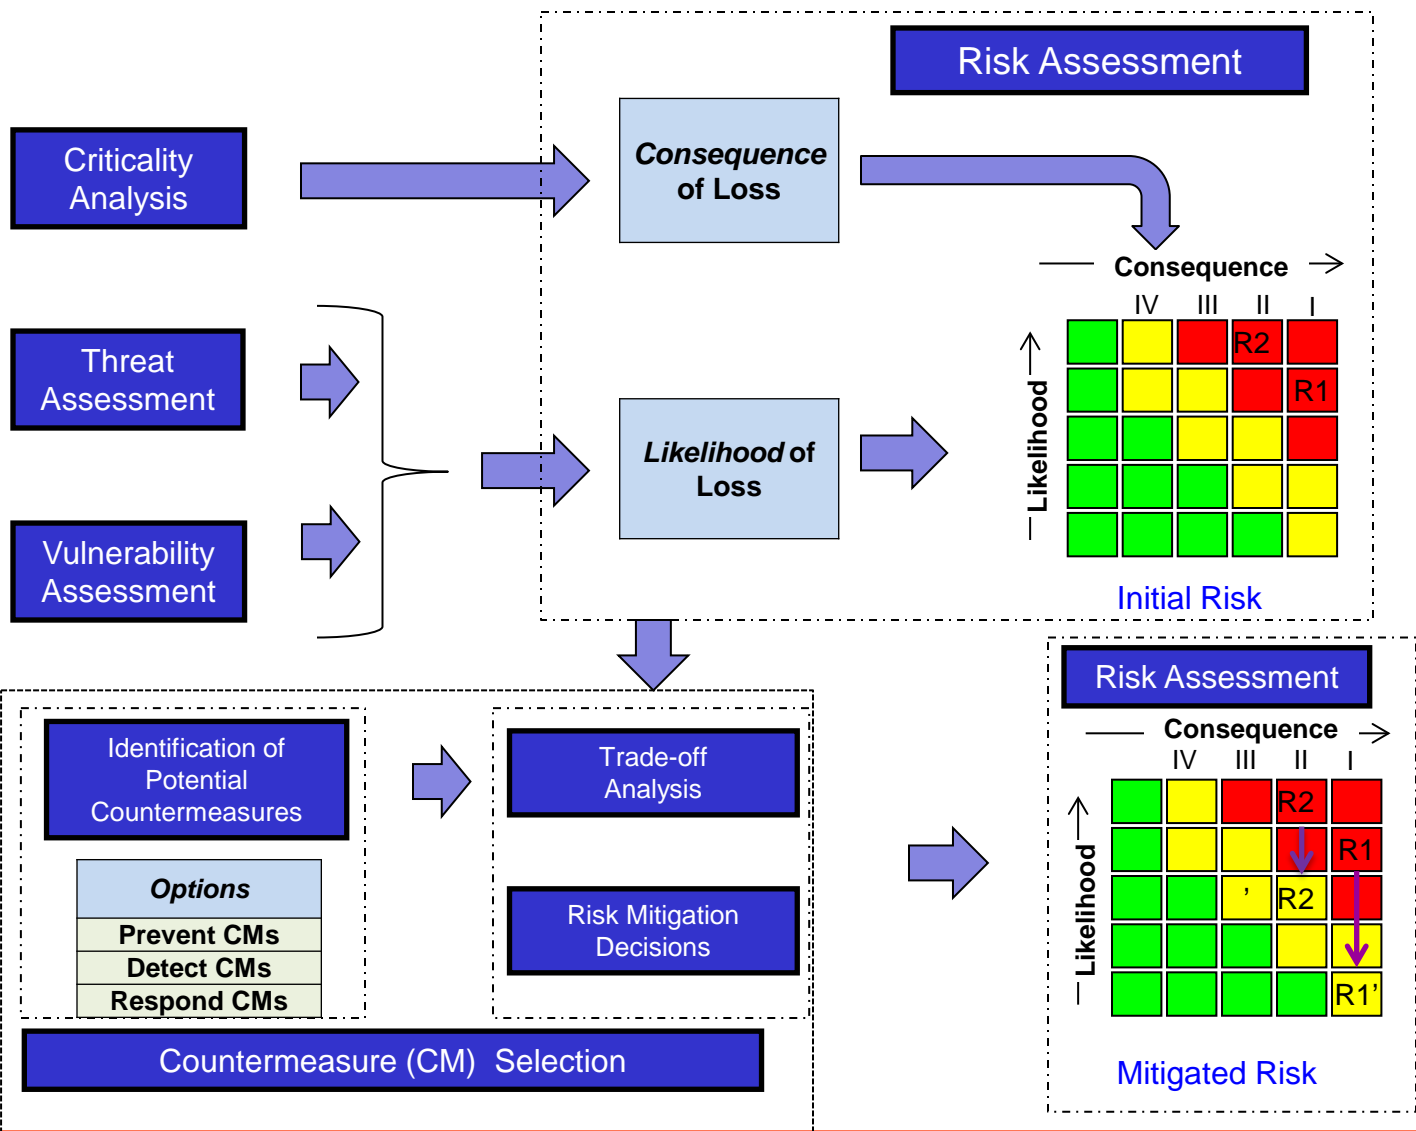 Risk Assessment
Criticality
Analysis
Consequence
of Loss
Threat
Assessment
Vulnerability
Assessment
Likelihood of
Loss
Consequence
IV III II I
Likelihood
R2
R1
Initial Risk
Identification of
Potential
Countermeasures
Options
Prevent CMs
Detect CMs
Respond CMs
Trade-off
Analysis
Risk Mitigation
Decisions
Countermeasure (CM) Selection
Risk Assessment
Consequence
IV III II I
Likelihood
R2
R1
’ R2
R1’
Mitigated Risk